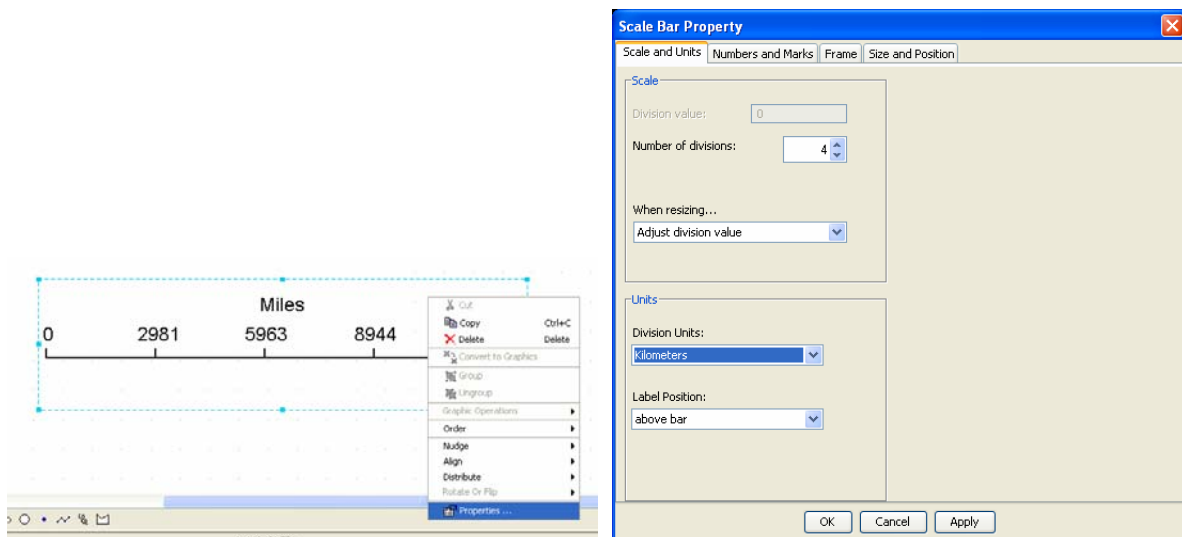 Miles
0 2981 5963 8944
Cut
Copy Ctrl+C
Delete Delete
Convert to Graphics
Group
Ungroup
Graphic Operations
Order
Nudge
Align
Distribute
Rotate Or Flip
Properties ...
Scale Bar Property
Scale and Units Numbers and Marks Frame Size and Position
Scale
Division value: 0
Number of divisions: 4
When resizing...
Adjust division value
Units
Division Units:
Kilometers
Label Position:
above bar
OK Cancel Apply